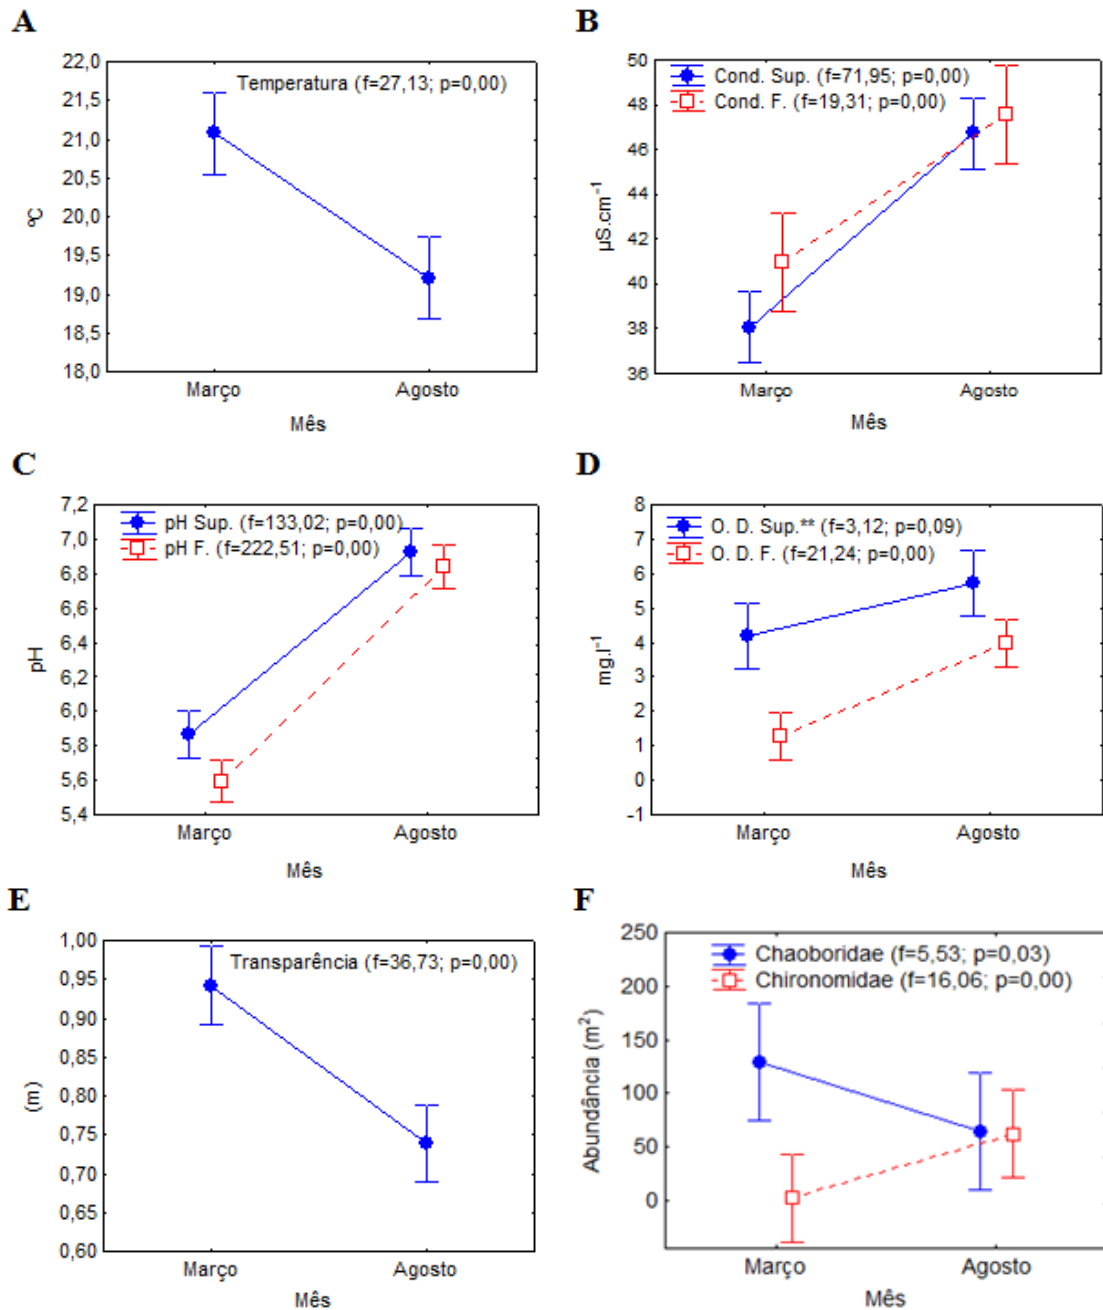 A
22,0
21,5
21,0
20,5
20,0
19,5
19,0
18,5
18,0
ºC
Temperatura (f=27,13; p=0,00)
Março
Agosto
Mês
B
50
48
46
44
42
40
38
36
µS.cm⁻¹
Cond. Sup. (f=71,95; p=0,00)
Cond. F. (f=19,31; p=0,00)
Março
Agosto
Mês
C
7,2
7,0
6,8
6,6
6,4
6,2
6,0
5,8
5,6
5,4
pH
pH Sup. (f=133,02; p=0,00)
pH F. (f=222,51; p=0,00)
Março
Agosto
Mês
D
8
7
6
5
4
3
2
1
0
-1
mg.l⁻¹
O. D. Sup.** (f=3,12; p=0,09)
O. D. F. (f=21,24; p=0,00)
Março
Agosto
Mês
E
1,00
0,95
0,90
0,85
0,80
0,75
0,70
0,65
0,60
(m)
Transparência (f=36,73; p=0,00)
Março
Agosto
Mês
F
250
200
150
100
50
0
Abundância (m²)
Chaoboridae (f=5,53; p=0,03)
Chironomidae (f=16,06; p=0,00)
Março
Agosto
Mês